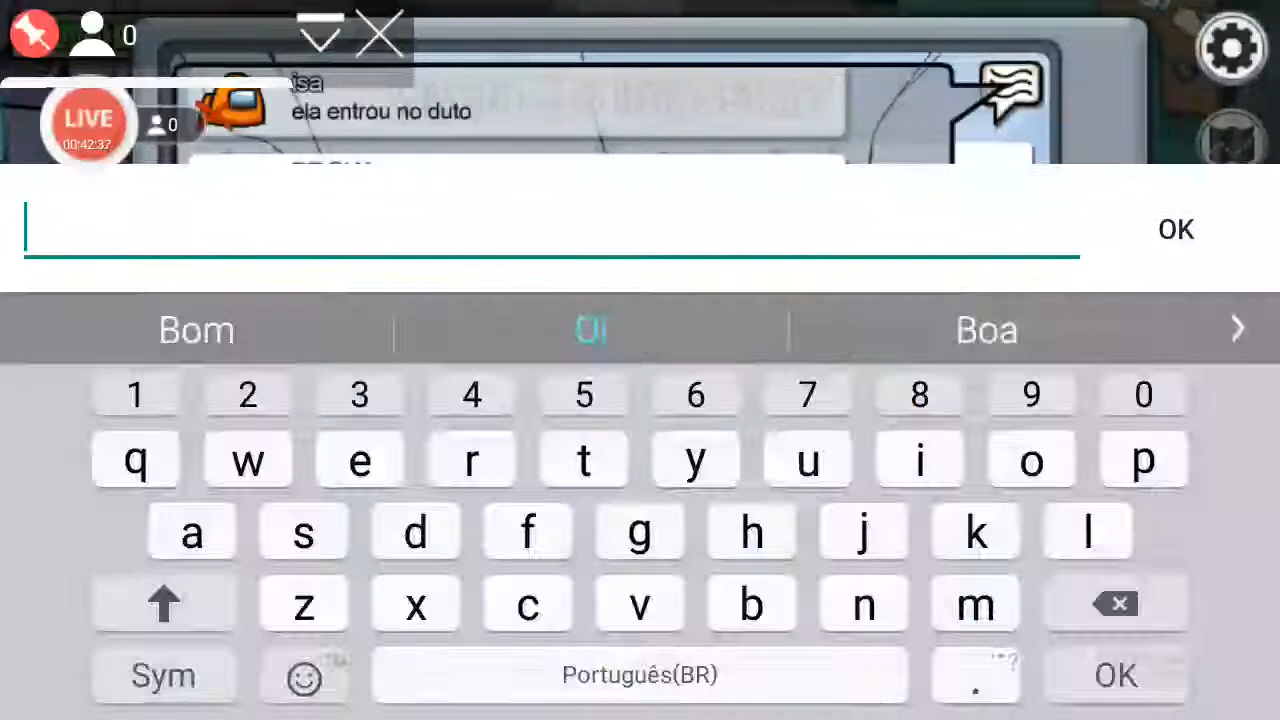 0
LIVE
00:42:37
0
isa
ela entrou no duto
OK
Bom
Oi
Boa
1 2 3 4 5 6 7 8 9 0
q w e r t y u i o p
a s d f g h j k l
z x c v b n m
Sym
Português(BR)
.
OK